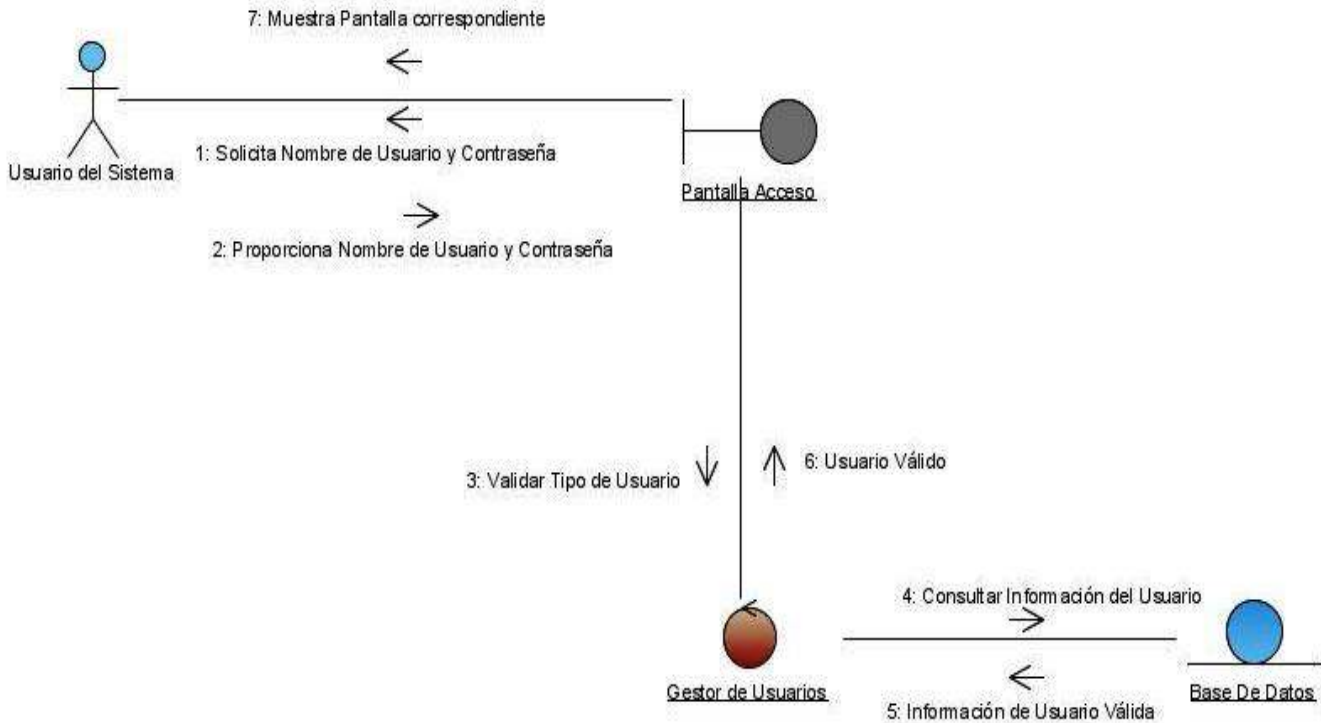 7: Muestra Pantalla correspondiente
1: Solicita Nombre de Usuario y Contraseña
Usuario del Sistema
Pantalla Acceso
2: Proporciona Nombre de Usuario y Contraseña
3: Validar Tipo de Usuario
6: Usuario Válido
4: Consultar Información del Usuario
Gestor de Usuarios
Base De Datos
5: Información de Usuario Válida